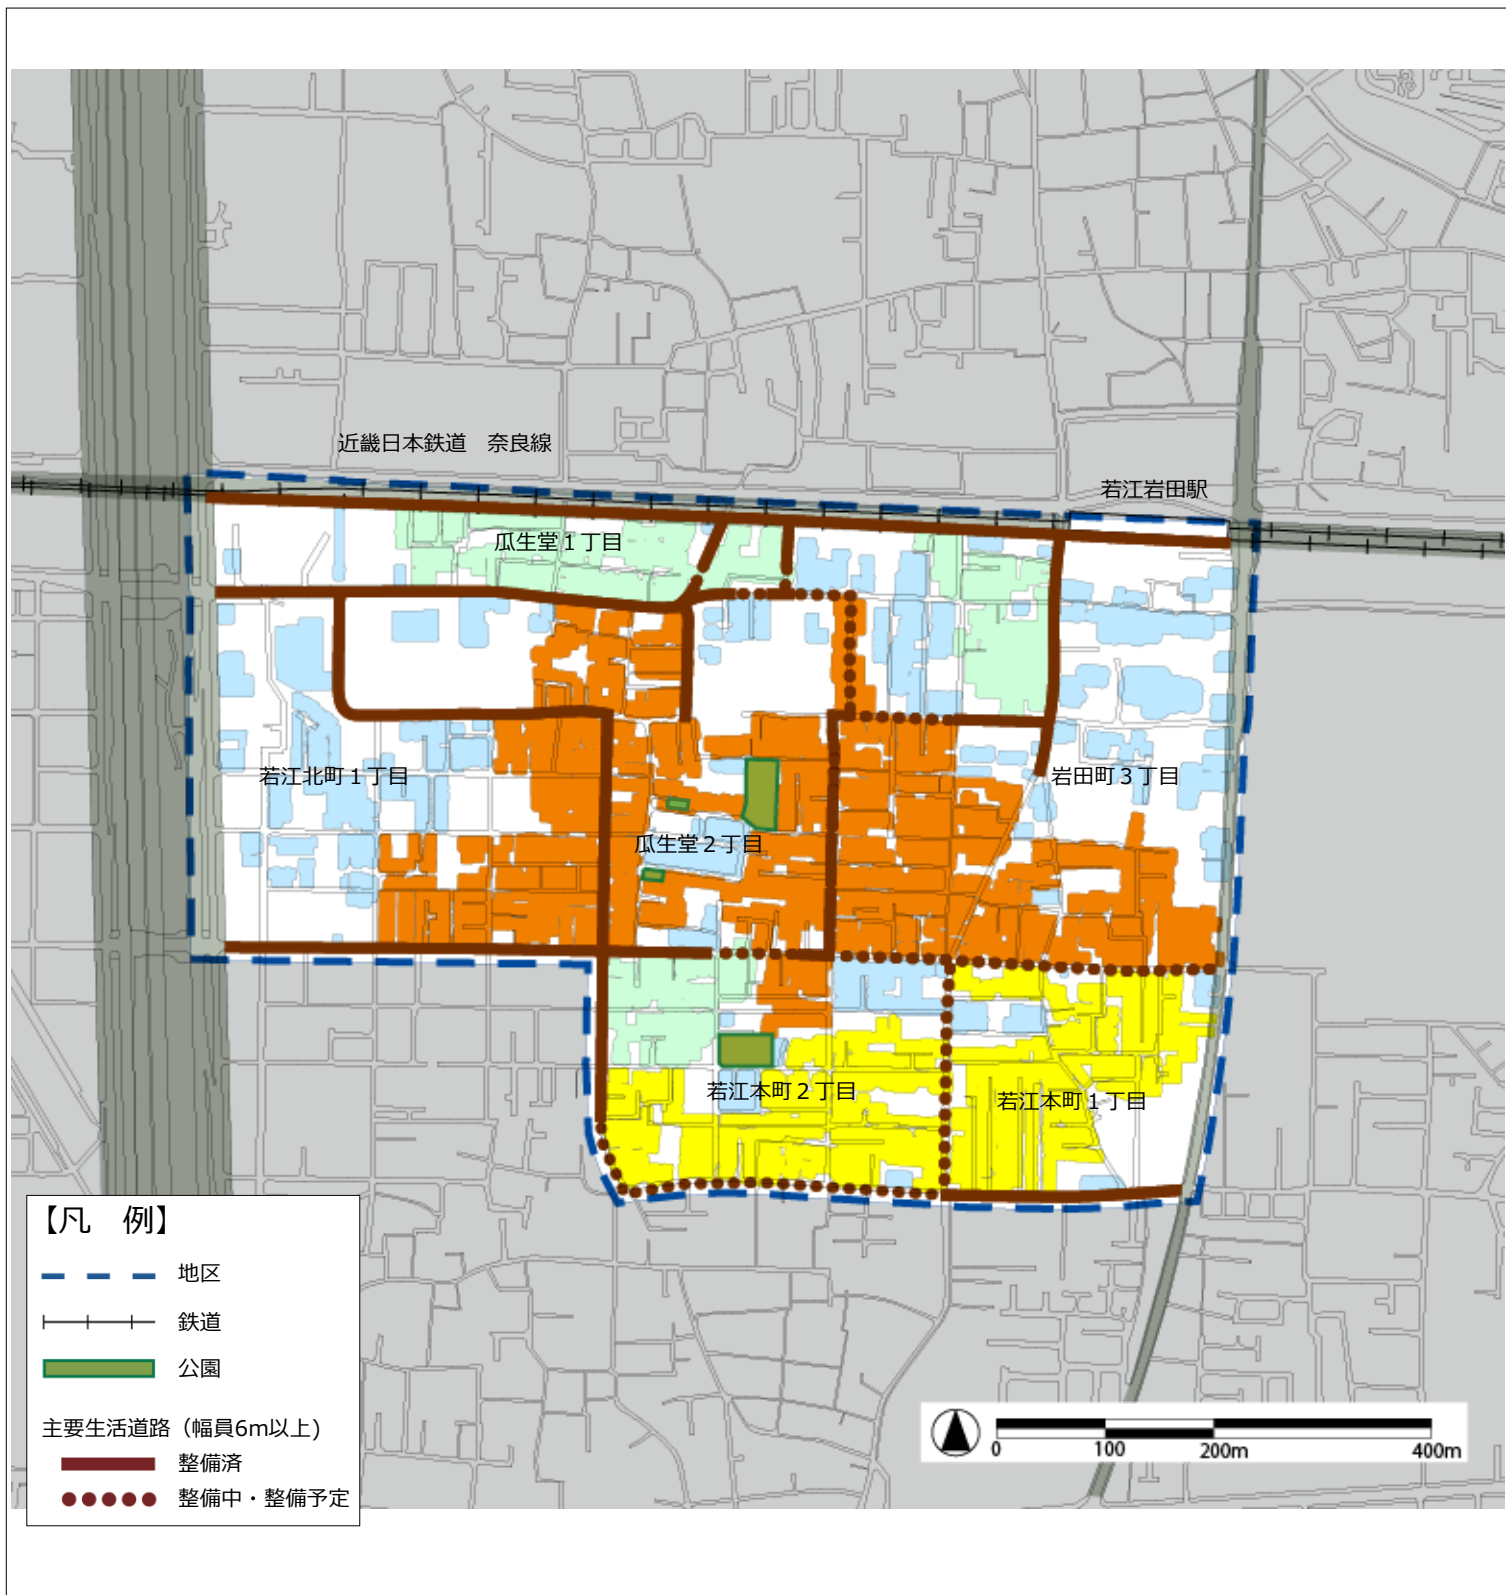 近畿日本鉄道　奈良線
若江岩田駅
瓜生堂１丁目
若江北町１丁目
岩田町３丁目
瓜生堂２丁目
若江本町２丁目
若江本町１丁目
【凡　例】
地区
鉄道
公園
主要生活道路（幅員6m以上)
整備済
整備中・整備予定
0 100 200m 400m